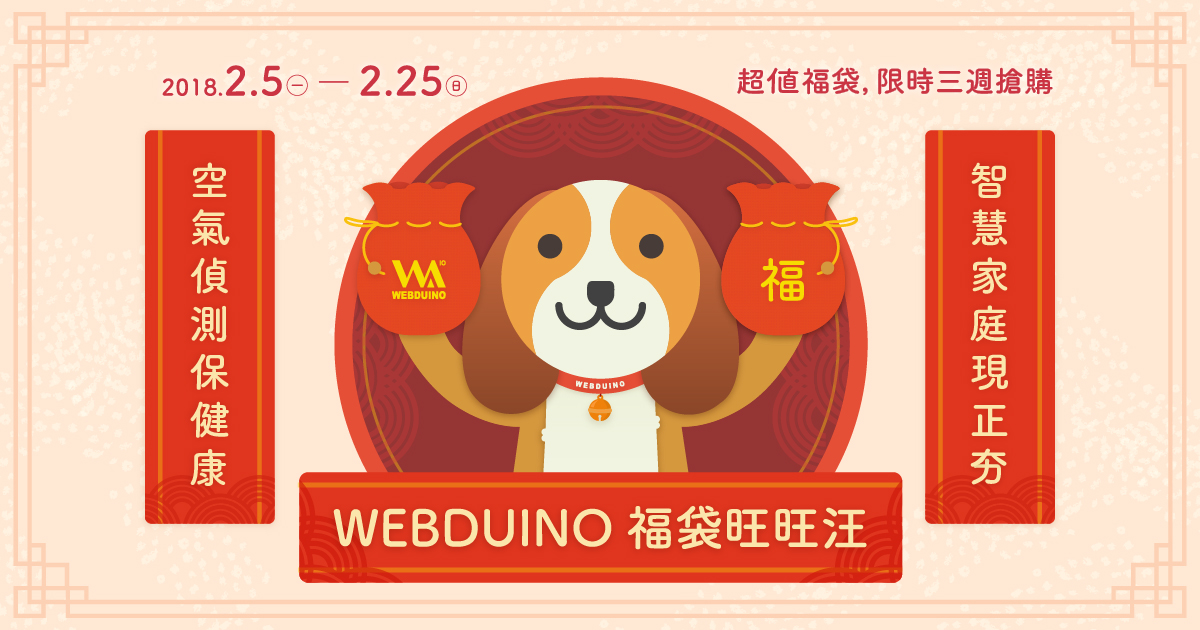 2018.2.5㊀ — 2.25㊐
超值福袋, 限時三週搶購
智慧家庭現正夯
空氣偵測保健康
WA IO
WEBDUINO
福
WEBDUINO
WEBDUINO 福袋旺旺汪